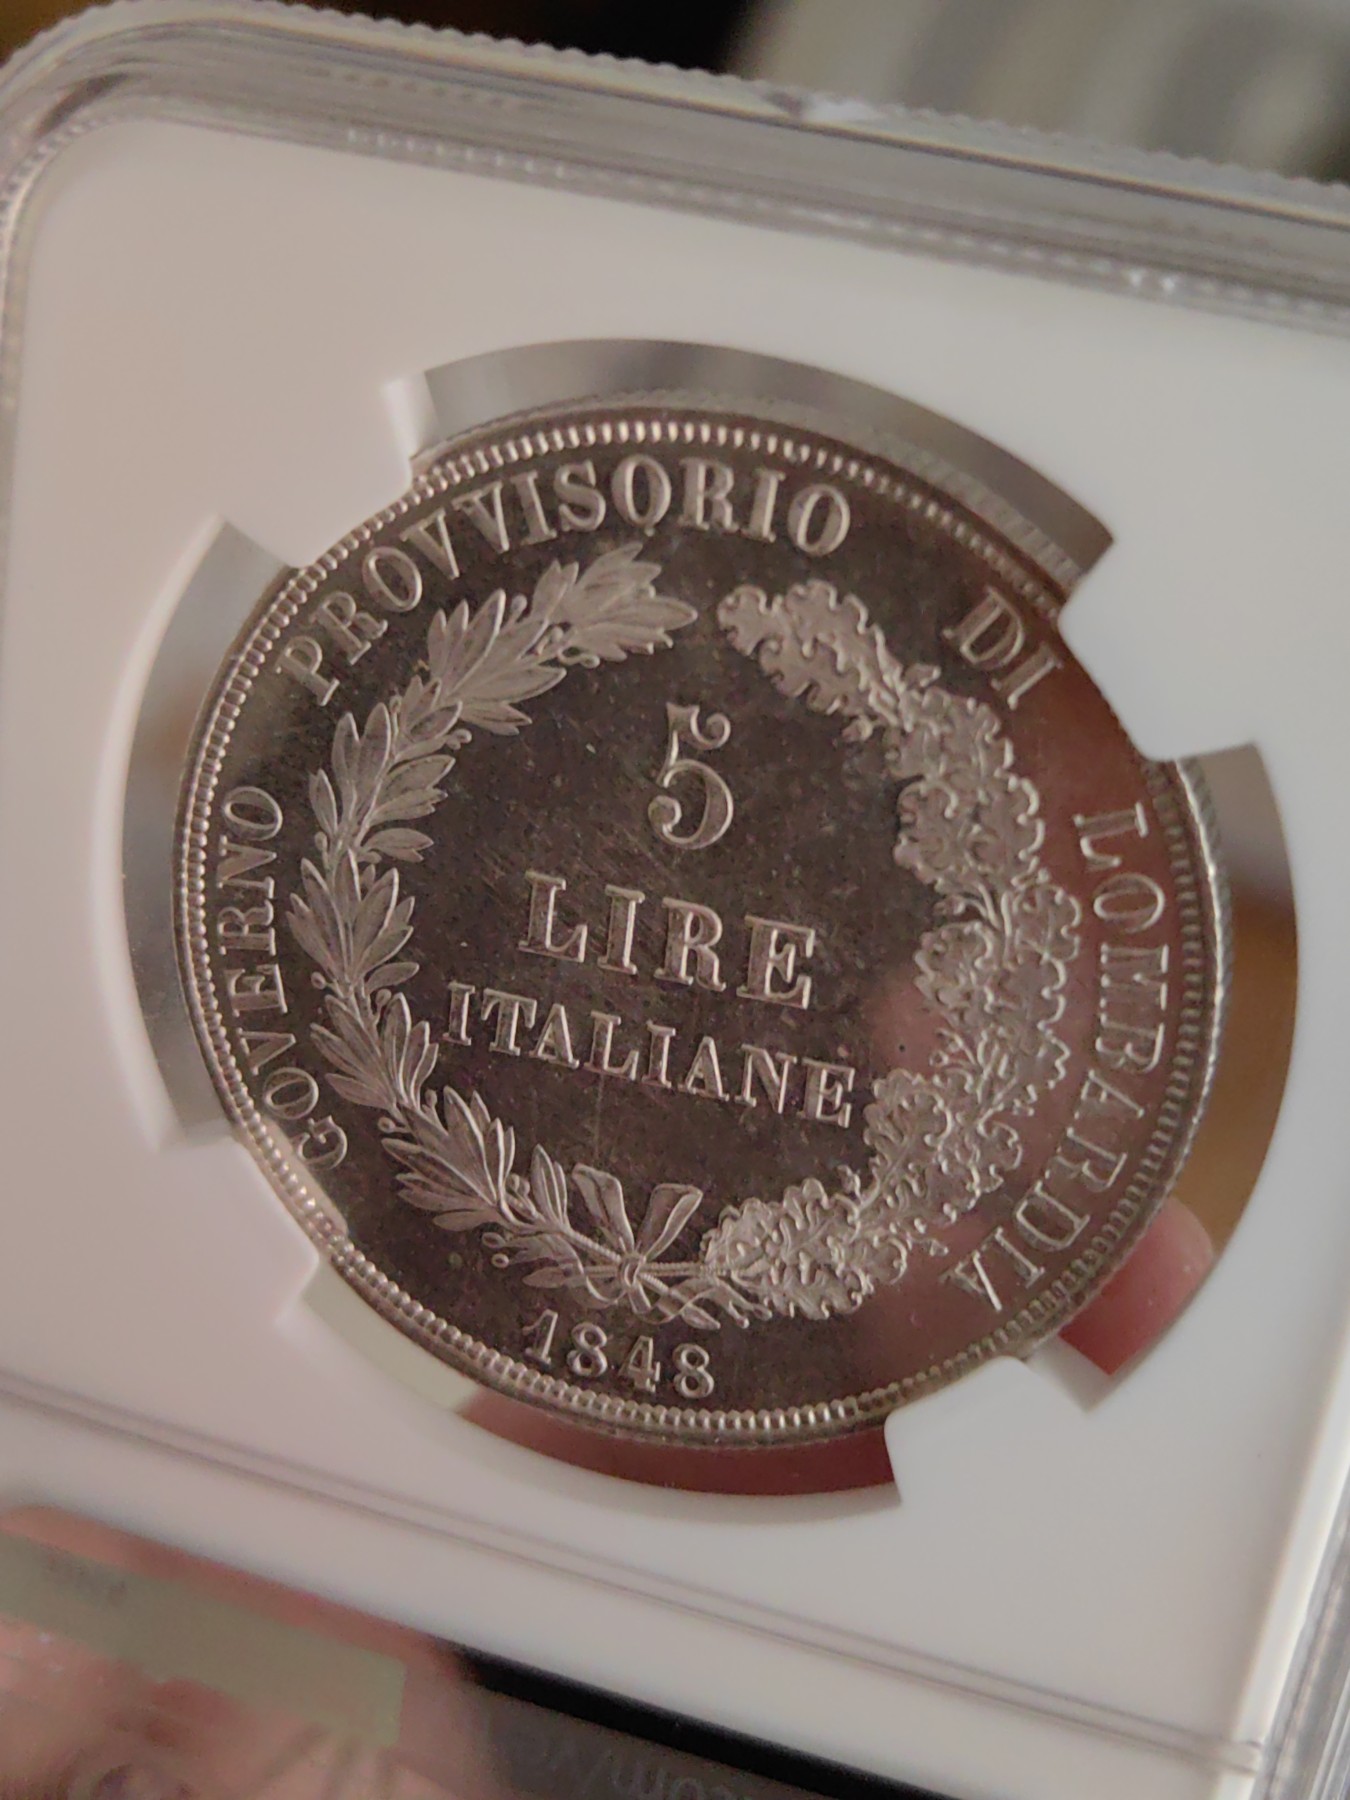 GOVERNO PROVVISORIO DI LOMBARDIA
5
LIRE
ITALIANE
1848